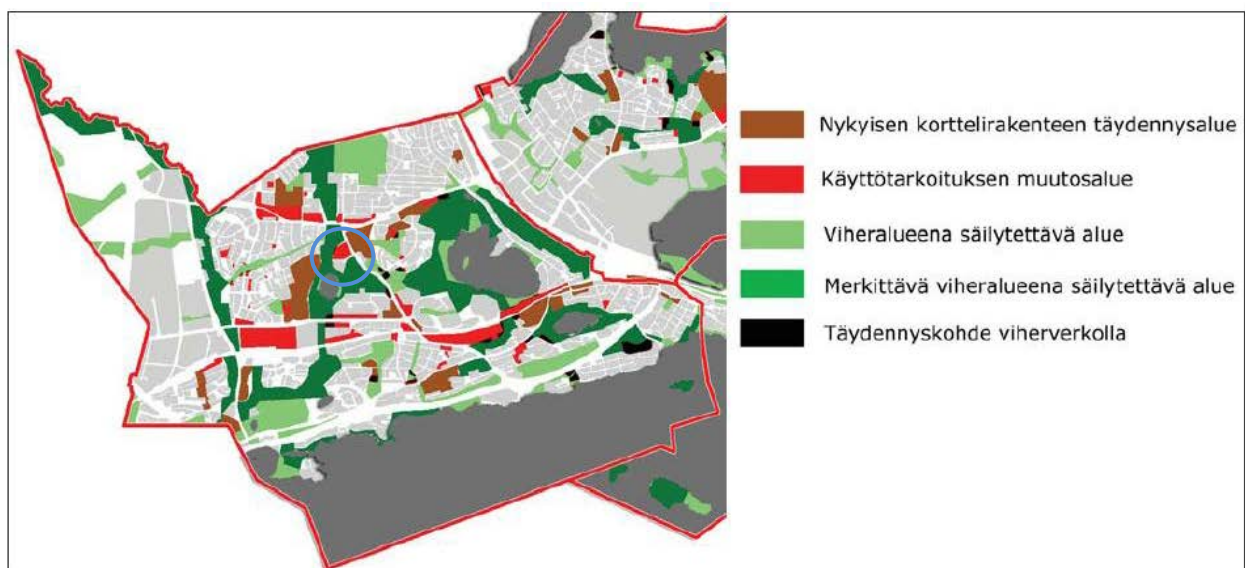 Nykyisen korttelirakenteen täydennysalue
Käyttötarkoituksen muutosalue
Viheralueena säilytettävä alue
Merkittävä viheralueena säilytettävä alue
Täydennyskohde viherverkolla